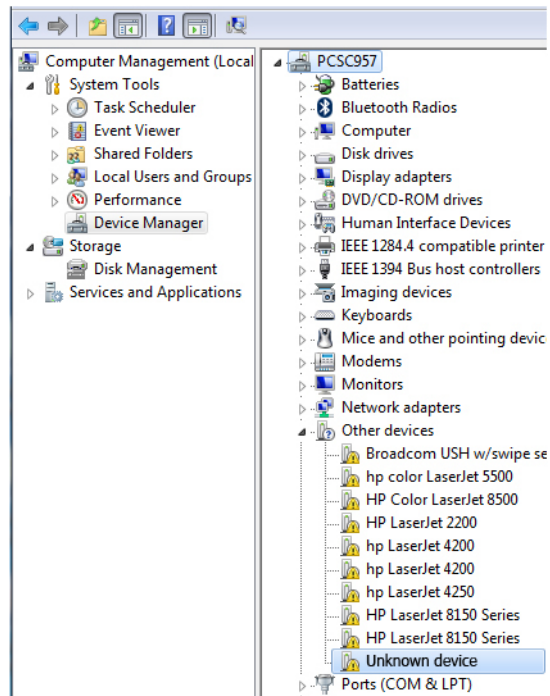 Computer Management (Local
System Tools
Task Scheduler
Event Viewer
Shared Folders
Local Users and Groups
Performance
Device Manager
Storage
Disk Management
Services and Applications
PCSC957
Batteries
Bluetooth Radios
Computer
Disk drives
Display adapters
DVD/CD-ROM drives
Human Interface Devices
IEEE 1284.4 compatible printer
IEEE 1394 Bus host controllers
Imaging devices
Keyboards
Mice and other pointing devic
Modems
Monitors
Network adapters
Other devices
Broadcom USH w/swipe se
hp color LaserJet 5500
HP Color LaserJet 8500
HP LaserJet 2200
hp LaserJet 4200
hp LaserJet 4200
hp LaserJet 4250
HP LaserJet 8150 Series
HP LaserJet 8150 Series
Unknown device
Ports (COM & LPT)